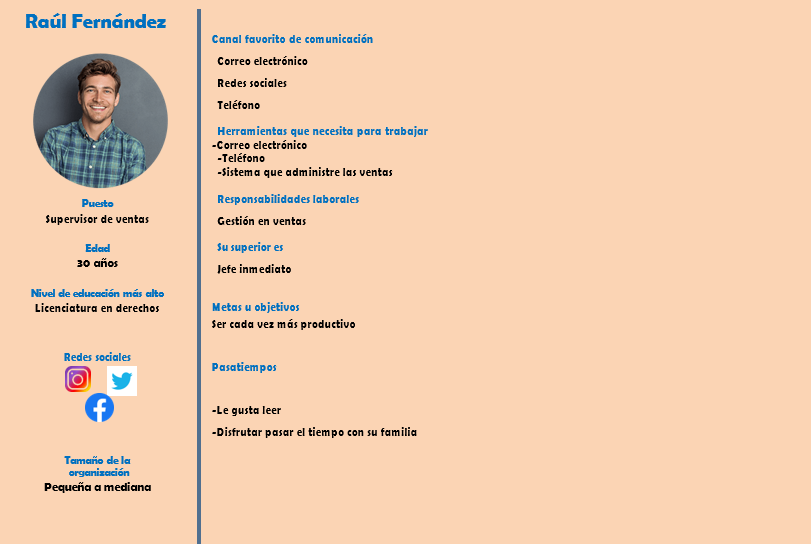 Raúl Fernández
Puesto
Supervisor de ventas
Edad
30 años
Nivel de educación más alto
Licenciatura en derechos
Redes sociales
Tamaño de la
organización
Pequeña a mediana
Canal favorito de comunicación
Correo electrónico
Redes sociales
Teléfono
Herramientas que necesita para trabajar
-Correo electrónico
-Teléfono
-Sistema que administre las ventas
Responsabilidades laborales
Gestión en ventas
Su superior es
Jefe inmediato
Metas u objetivos
Ser cada vez más productivo
Pasatiempos
-Le gusta leer
-Disfrutar pasar el tiempo con su familia